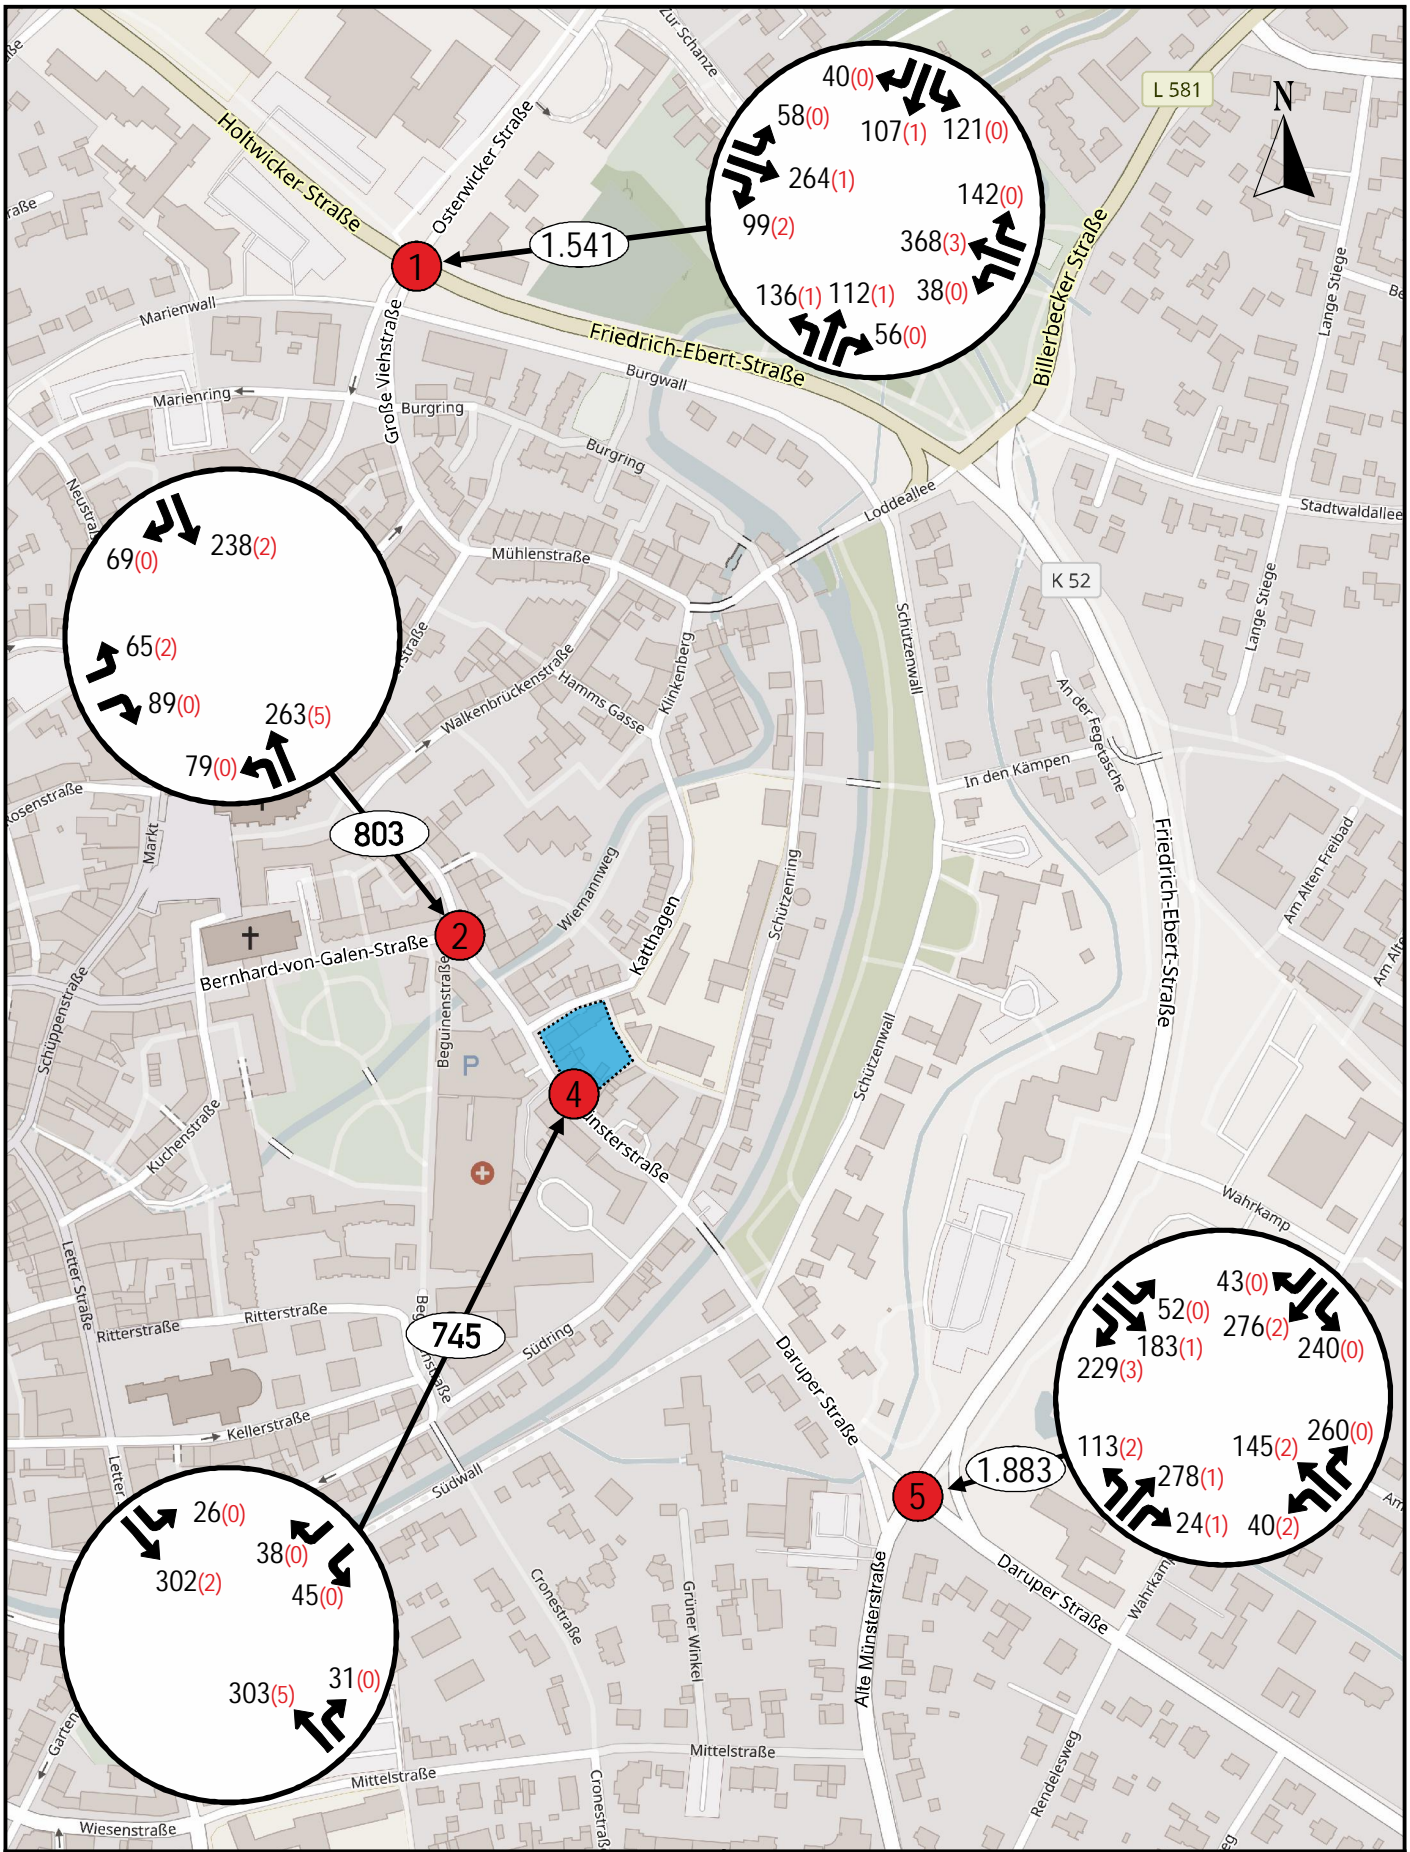 Zur Schanze
L 581
N
Holtwicker Straße
Osterwicker Straße
40(0)
107(1)
121(0)
58(0)
264(1)
99(2)
142(0)
368(3)
38(0)
136(1)
112(1)
56(0)
1.541
1
Billerbecker Straße
Lange Stiege
Marienwall
Große Viehstraße
Friedrich-Ebert-Straße
Burgwall
Marienring
Burgring
Burgring
Loddeallee
Stadtwaldallee
69(0)
238(2)
65(2)
89(0)
263(5)
79(0)
Mühlenstraße
K 52
Schützenwall
Lange Stiege
Walkenbrückenstraße
Hamms Gasse
Klinkenberg
An der Fegetasche
In den Kämpen
Rosenstraße
Markt
803
Friedrich-Ebert-Straße
Am Alten Freibad
Wiemannweg
Schützenring
Katthagen
2
Bernhard-von-Galen-Straße
Beguinenstraße
Schüppenstraße
P
Schützenwall
4
Münsterstraße
Kuchenstraße
Wahrkamp
Letter Straße
Ritterstraße
Ritterstraße
745
Südring
Daruper Straße
43(0)
52(0)
276(2)
183(1)
240(0)
229(3)
113(2)
278(1)
24(1)
145(2)
260(0)
40(2)
1.883
5
Kellerstraße
Südwall
26(0)
302(2)
38(0)
45(0)
303(5)
31(0)
Cronestraße
Grüner Winkel
Alte Münsterstraße
Daruper Straße
Wahrkamp
Mittelstraße
Mittelstraße
Rendelesweg
Wiesenstraße